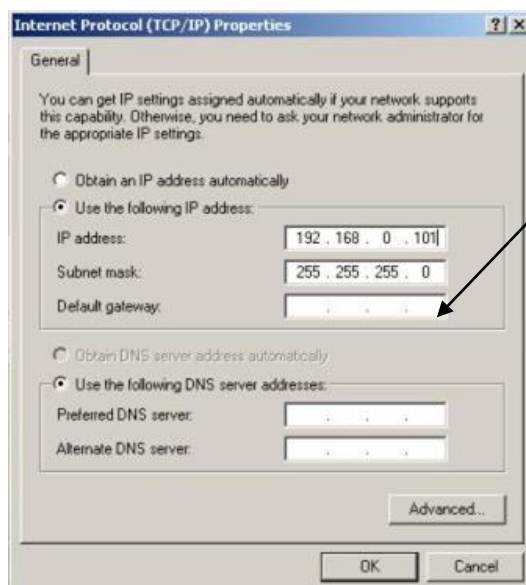 Internet Protocol (TCP/IP) Properties
General
You can get IP settings assigned automatically if your network supports
this capability. Otherwise, you need to ask your network administrator for
the appropriate IP settings.
Obtain an IP address automatically
Use the following IP address:
IP address: 192 . 168 . 0 . 101
Subnet mask: 255 . 255 . 255 . 0
Default gateway: . . .
Obtain DNS server address automatically
Use the following DNS server addresses:
Preferred DNS server: . . .
Alternate DNS server: . . .
Advanced...
OK Cancel